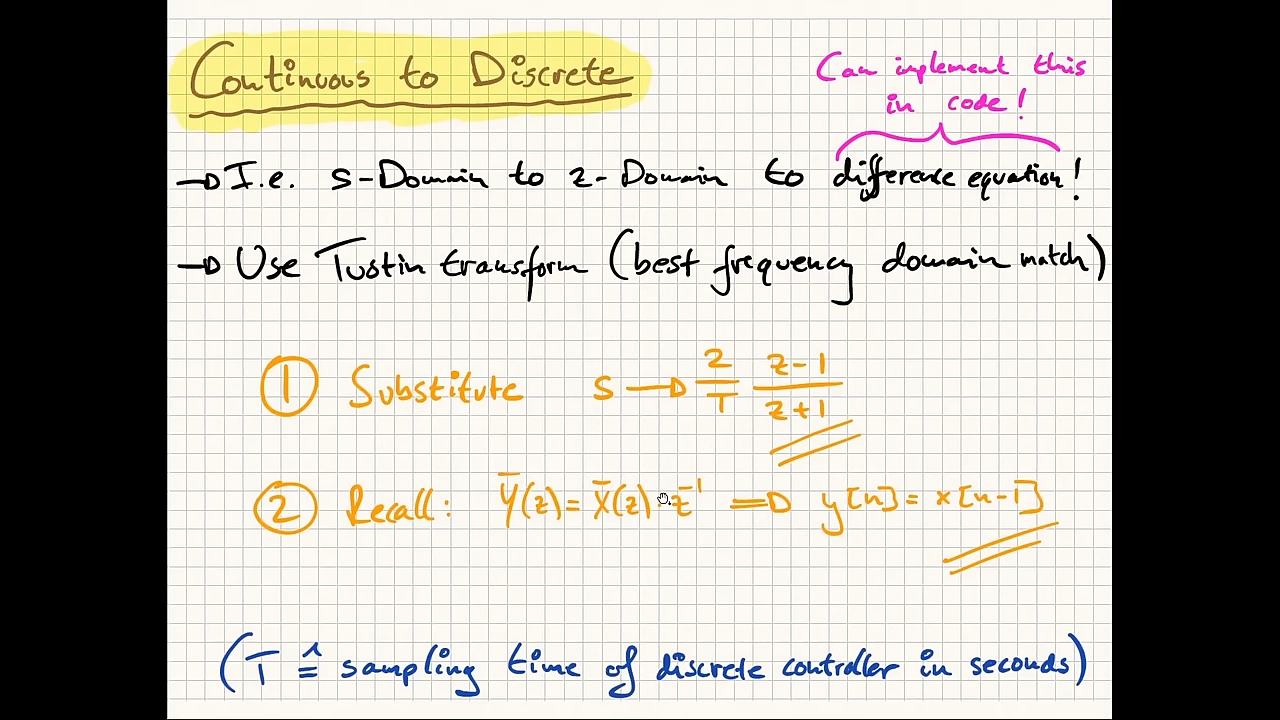 Continuous to Discrete
Can implement this
in code!
→ I.e. s-Domain to z-Domain to difference equation!
→ Use Tustin transform (best frequency domain match)
① Substitute s → 2/T (z-1)/(z+1)
② Recall: Y̅(z) = X̅(z) · z⁻¹ ⇒ y[n] = x[n-1]
(T ≙ sampling time of discrete controller in seconds)